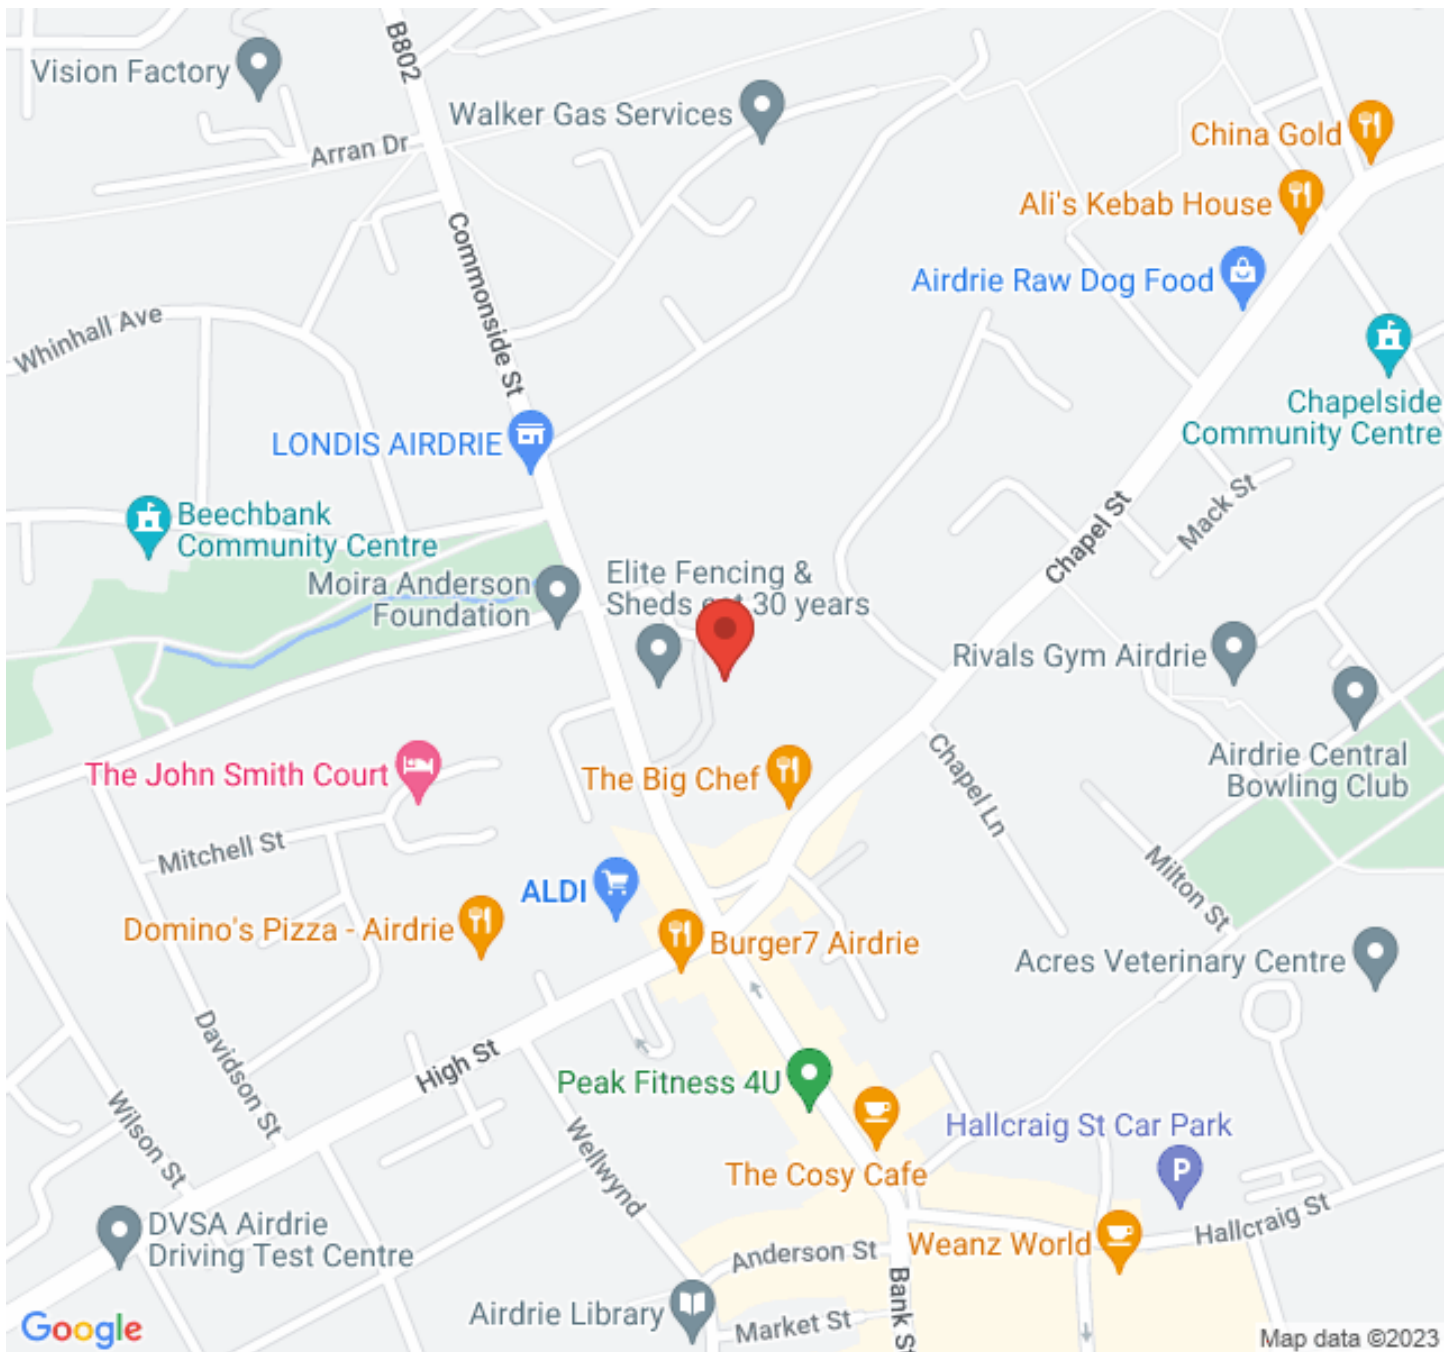 B802
Vision Factory
Walker Gas Services
Arran Dr
China Gold
Ali's Kebab House
Airdrie Raw Dog Food
Commonside St
Whinhall Ave
Chapelside
Community Centre
LONDIS AIRDRIE
Beechbank
Community Centre
Mack St
Chapel St
Moira Anderson
Foundation
Elite Fencing &
Sheds est 30 years
Rivals Gym Airdrie
Airdrie Central
Bowling Club
The John Smith Court
The Big Chef
Chapel Ln
Mitchell St
Milton St
ALDI
Domino's Pizza - Airdrie
Burger7 Airdrie
Acres Veterinary Centre
Davidson St
High St
Peak Fitness 4U
Wilson St
Wellwynd
Hallcraig St Car Park
P
The Cosy Cafe
DVSA Airdrie
Driving Test Centre
Hallcraig St
Anderson St
Weanz World
Bank St
Airdrie Library
Market St
Google
Map data ©2023